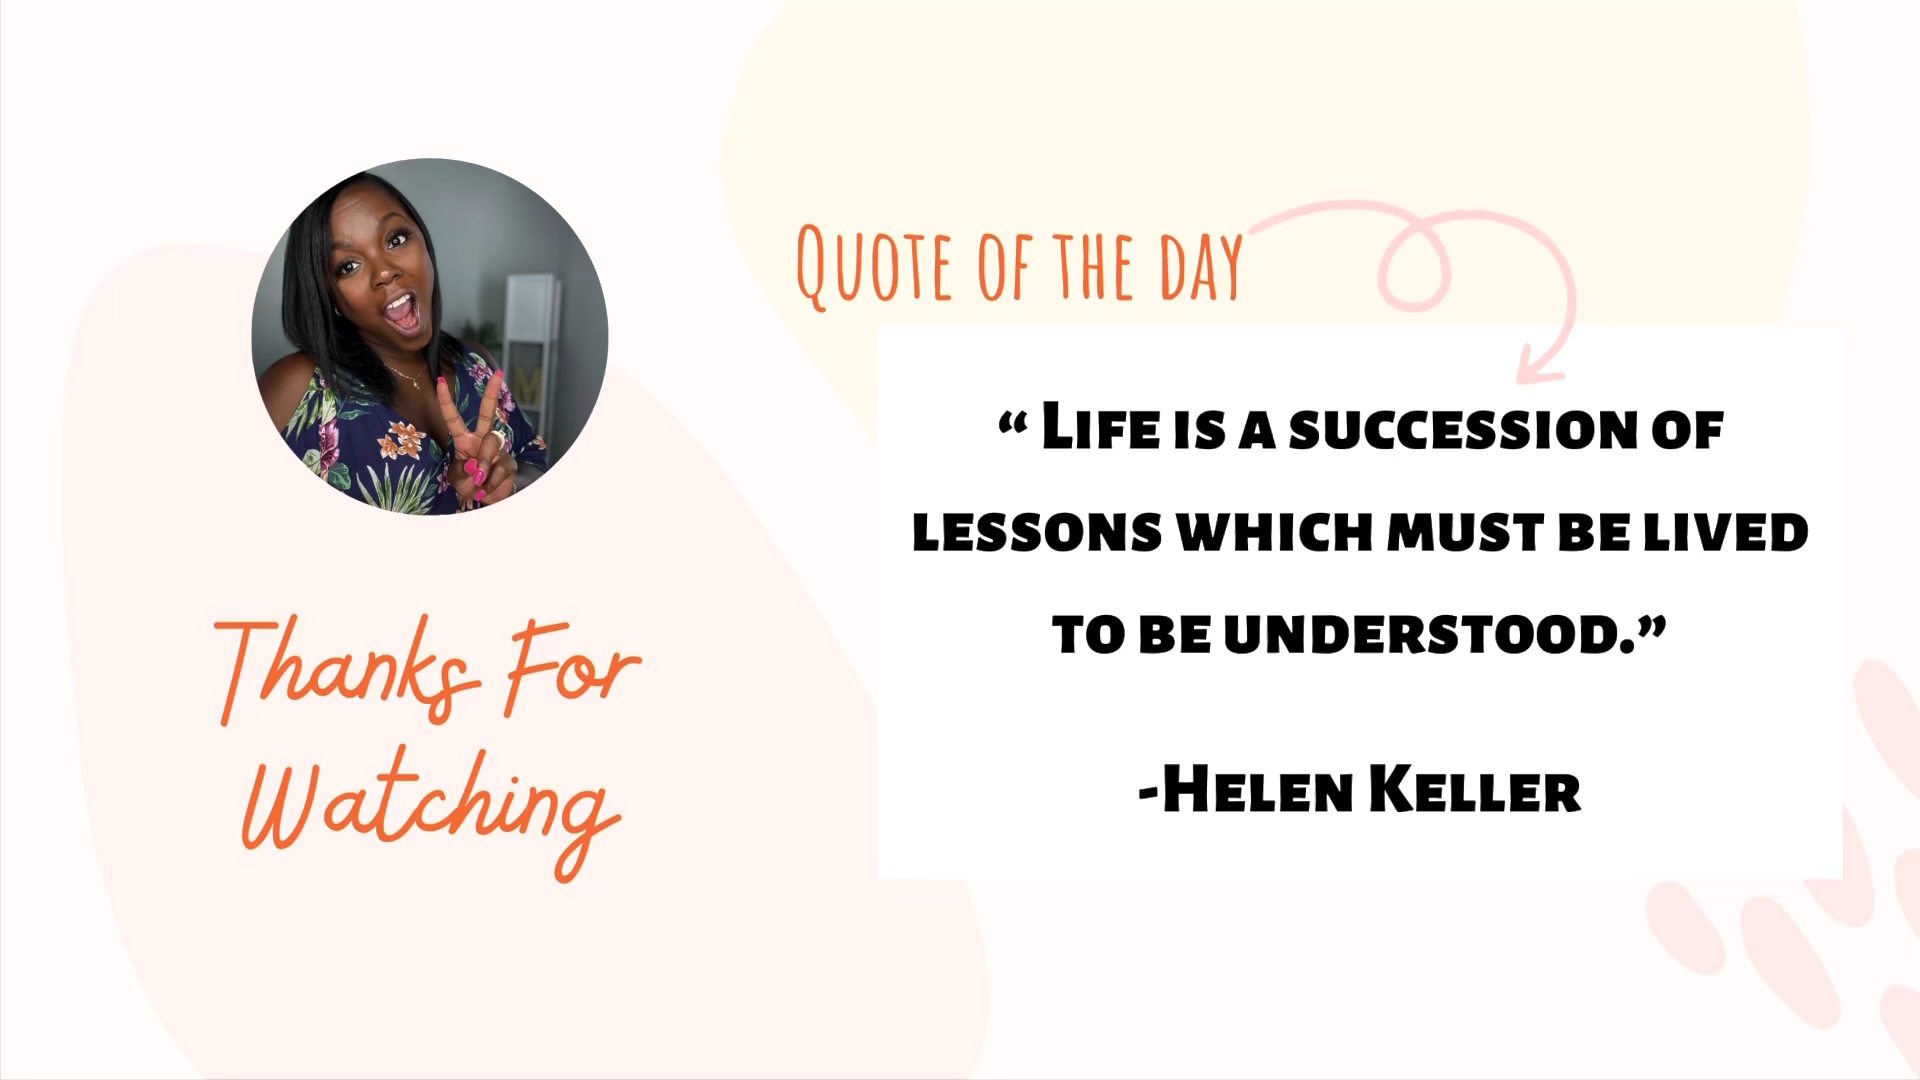 Thanks For
Watching
Quote of the day
“ Life is a succession of
lessons which must be lived
to be understood.”
-Helen Keller